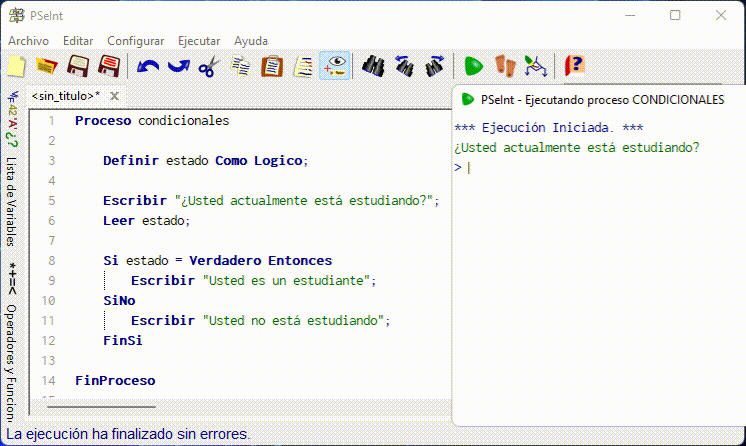 PSeInt
Archivo Editar Configurar Ejecutar Ayuda
<sin_titulo>* X
PSeInt - Ejecutando proceso CONDICIONALES
*** Ejecución Iniciada. ***
¿Usted actualmente está estudiando?
>
Lista de Variables
*+=< Operadores y Funcion
1 Proceso condicionales
2
3 Definir estado Como Logico;
4
5 Escribir "¿Usted actualmente está estudiando?";
6 Leer estado;
7
8 Si estado = Verdadero Entonces
9 Escribir "Usted es un estudiante";
10 SiNo
11 Escribir "Usted no está estudiando";
12 FinSi
13
14 FinProceso
La ejecución ha finalizado sin errores.